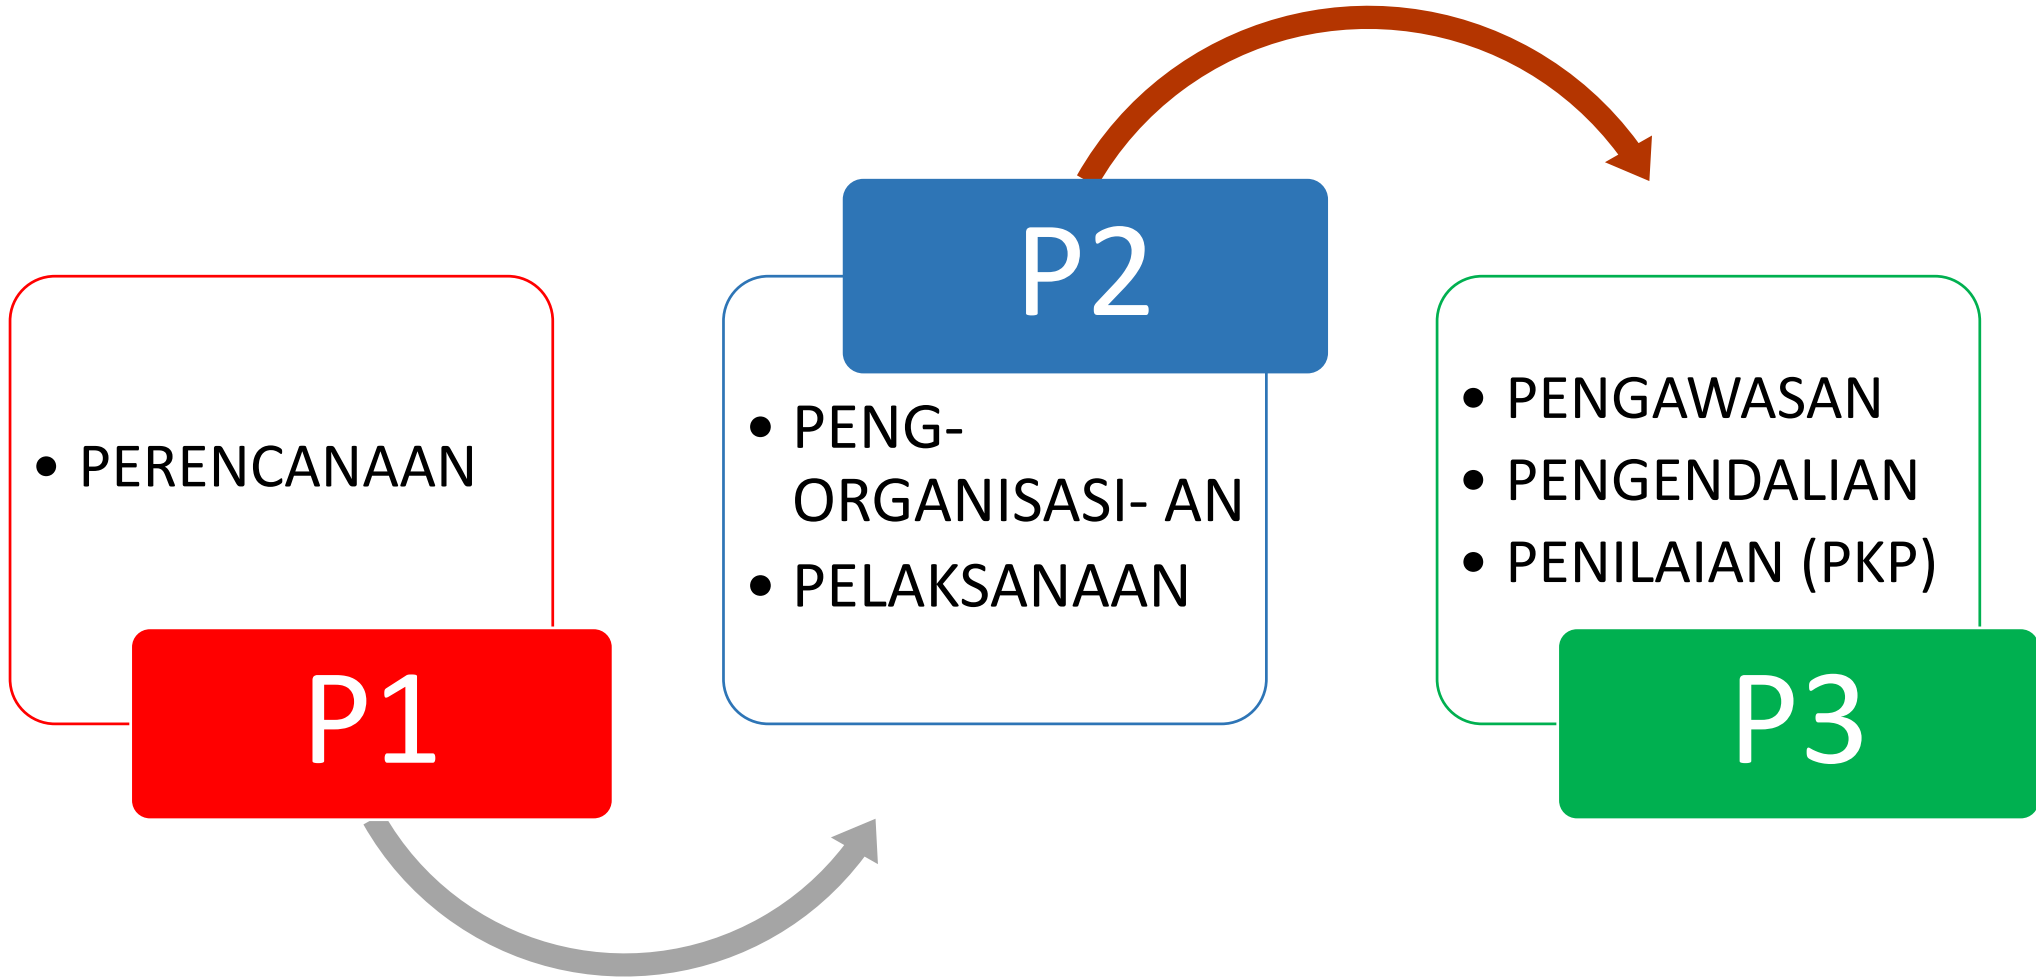 • PERENCANAAN
P1
P2
• PENG-
ORGANISASI- AN
• PELAKSANAAN
• PENGAWASAN
• PENGENDALIAN
• PENILAIAN (PKP)
P3